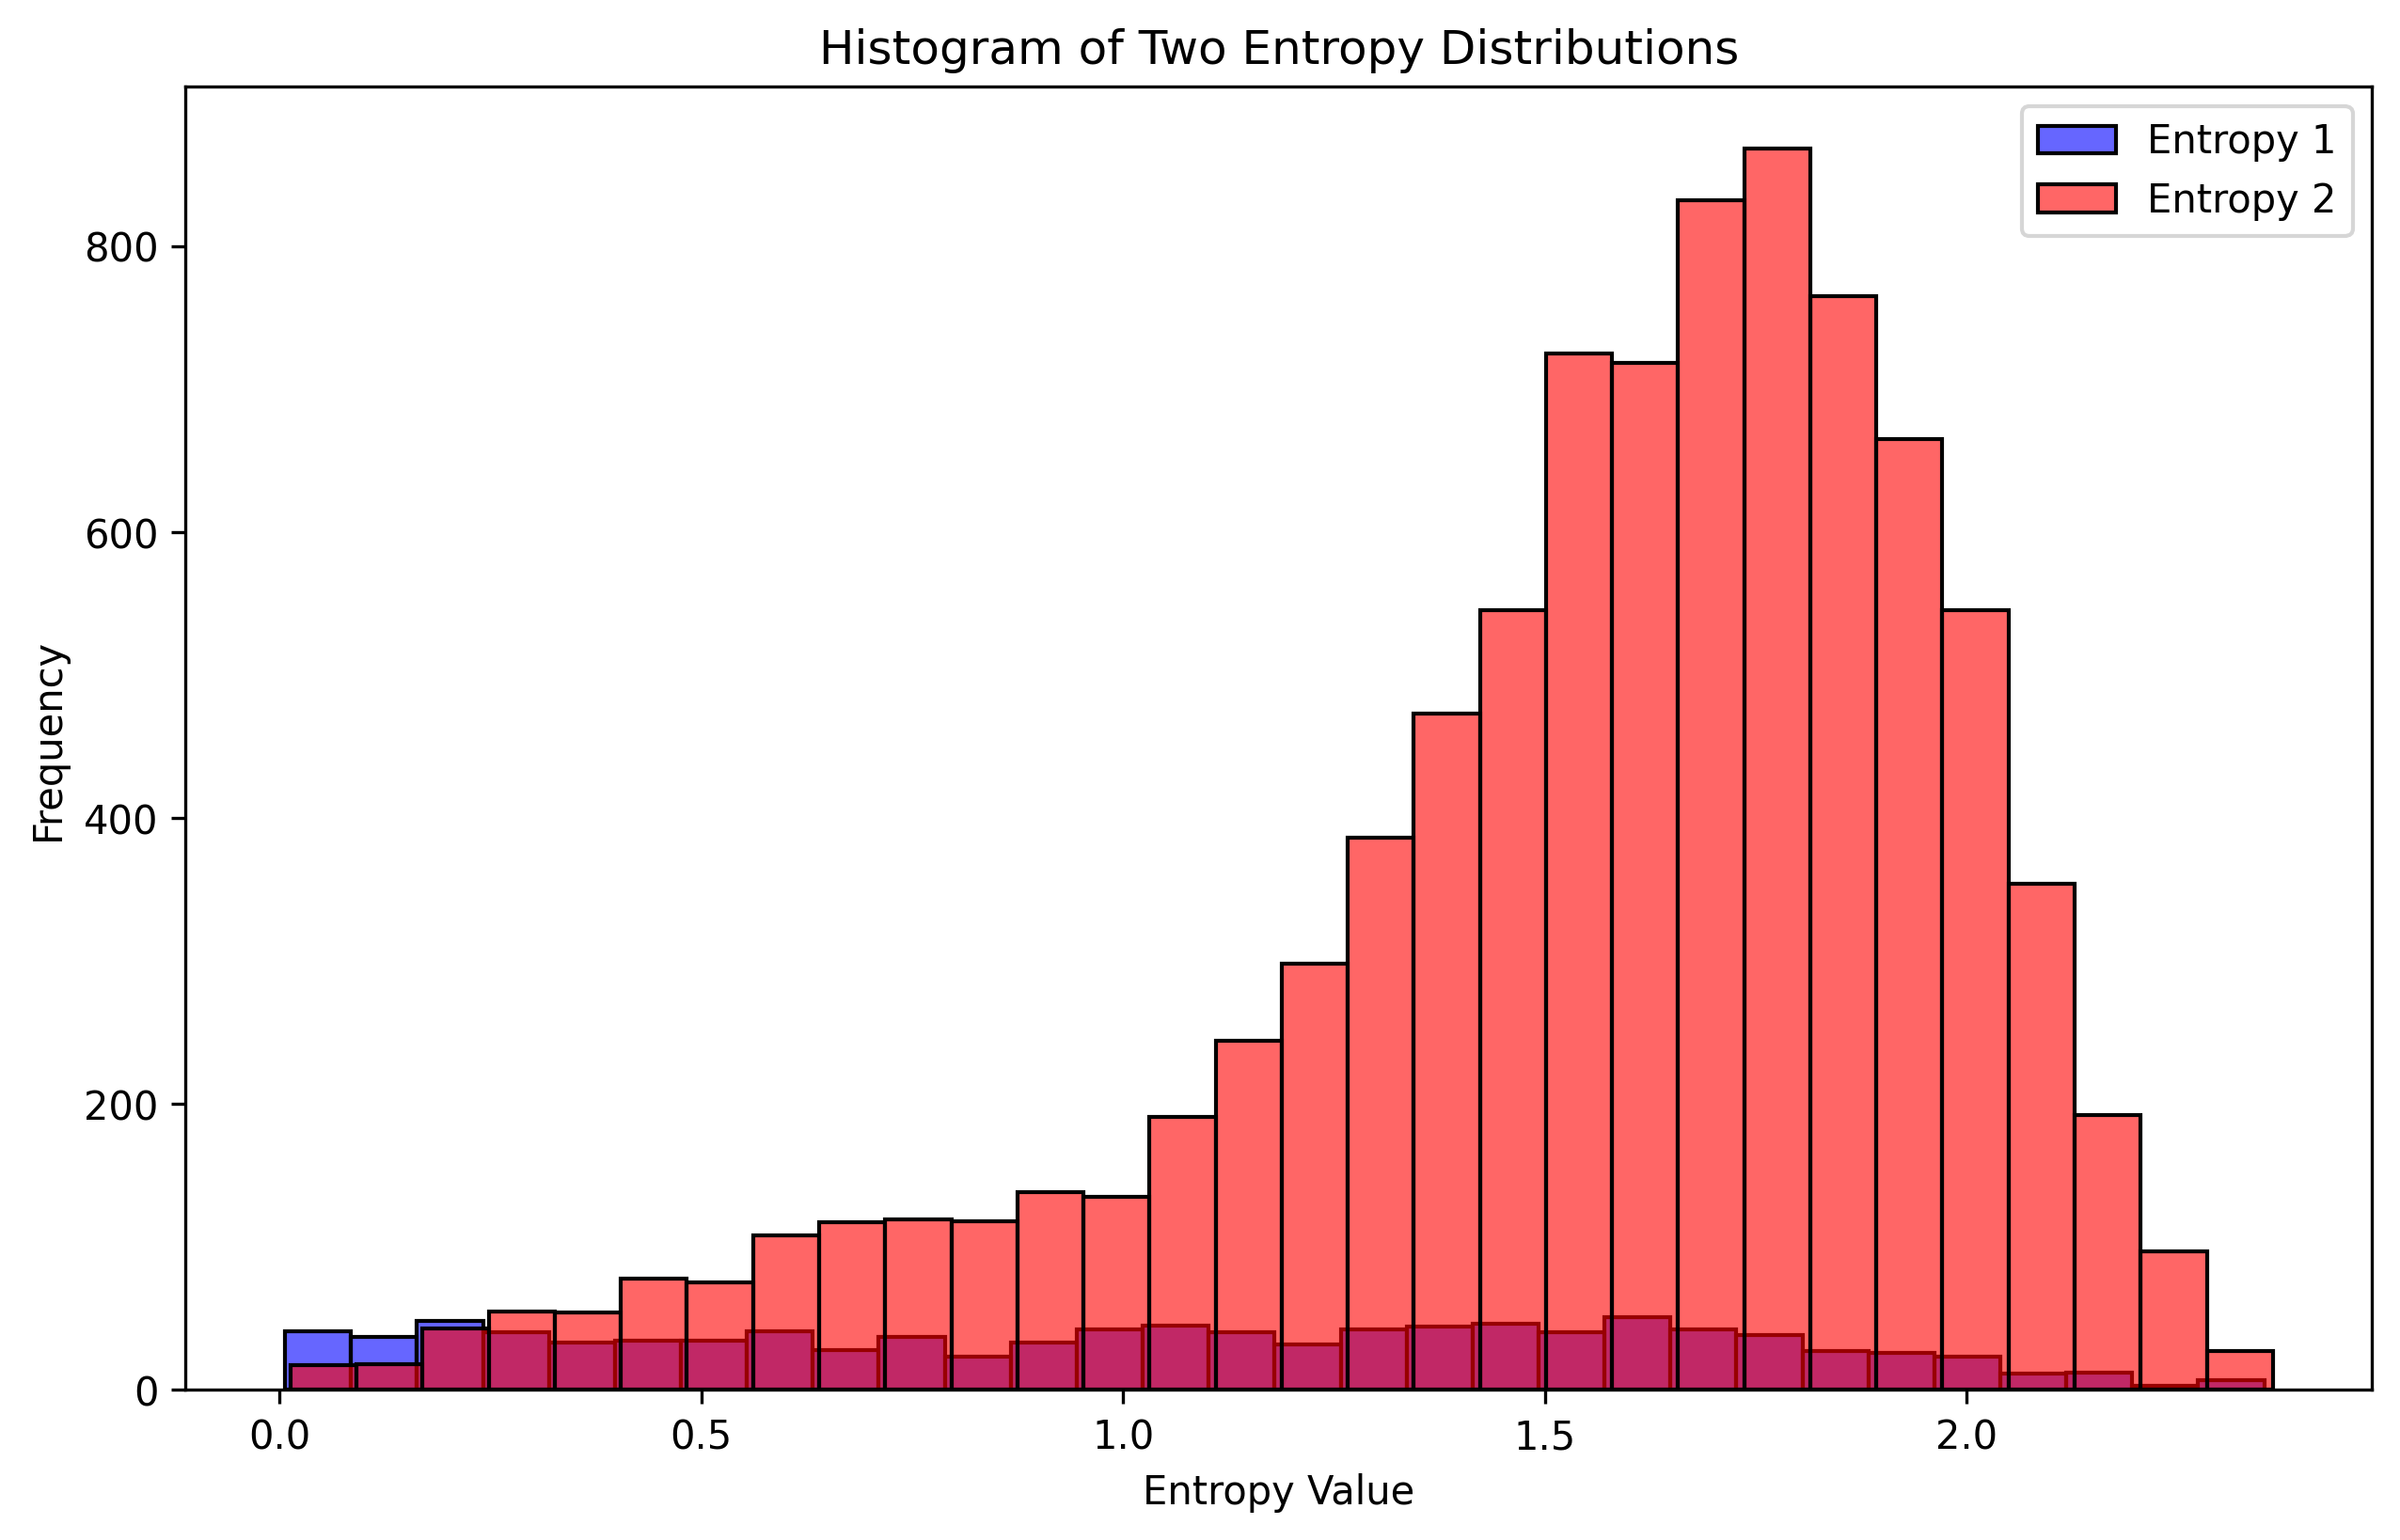 Histogram of Two Entropy Distributions
Entropy 1
Entropy 2
Frequency
800
600
400
200
0
0.0 0.5 1.0 1.5 2.0
Entropy Value